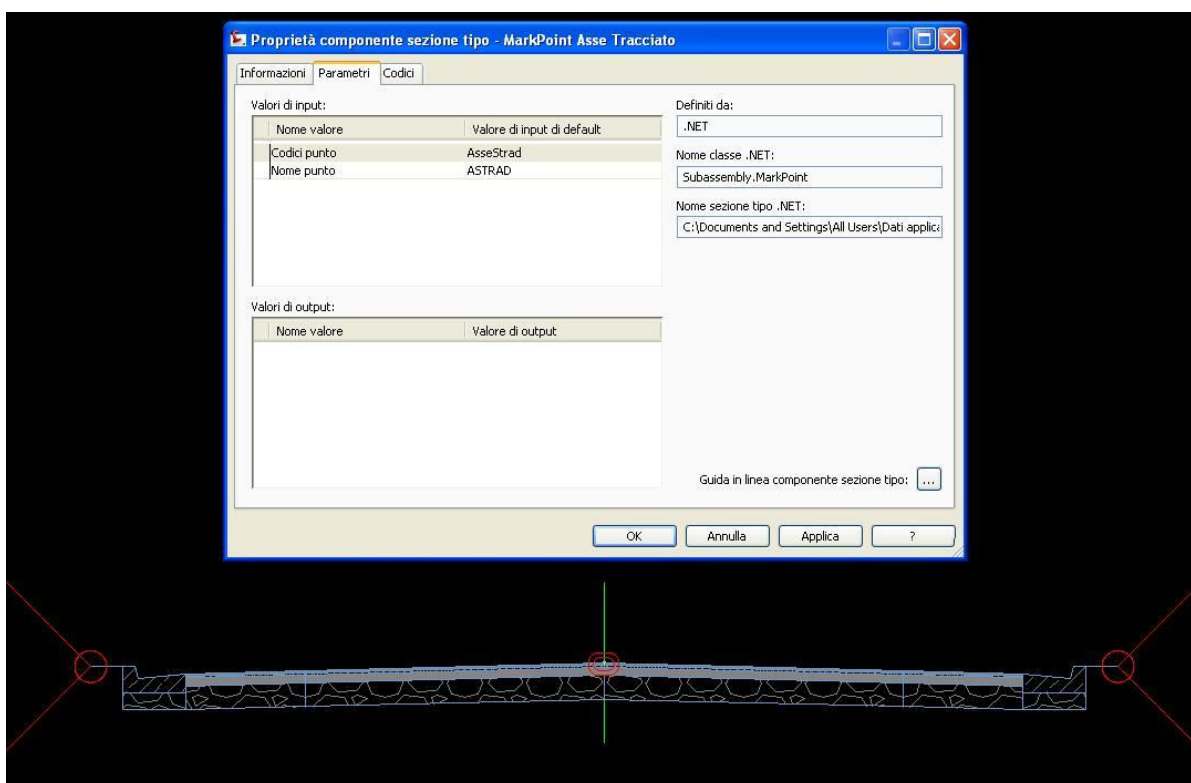 Proprietà componente sezione tipo - MarkPoint Asse Tracciato
Informazioni Parametri Codici
Valori di input:
Nome valore Valore di input di default
Codici punto AsseStrad
Nome punto ASTRAD
Valori di output:
Nome valore Valore di output
Definiti da:
.NET
Nome classe .NET:
Subassembly.MarkPoint
Nome sezione tipo .NET:
C:\Documents and Settings\All Users\Dati applica
Guida in linea componente sezione tipo: ...
OK Annulla Applica ?